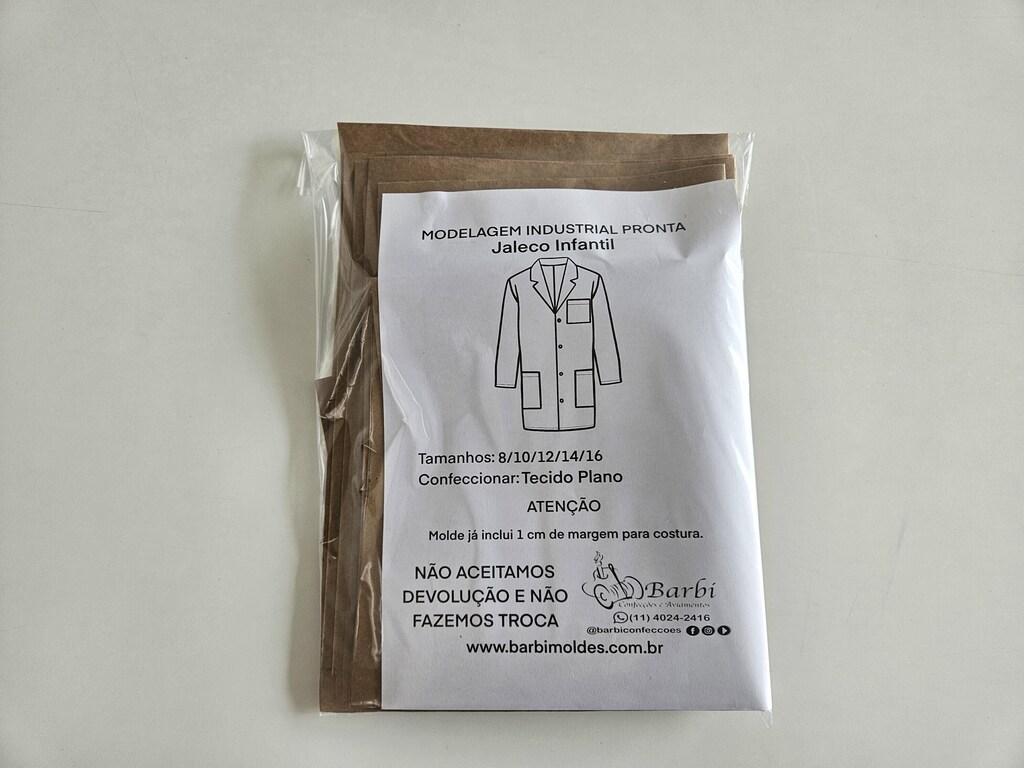 MODELAGEM INDUSTRIAL PRONTA
Jaleco Infantil
Tamanhos: 8/10/12/14/16
Confeccionar: Tecido Plano
ATENÇÃO
Molde já inclui 1 cm de margem para costura.
NÃO ACEITAMOS
DEVOLUÇÃO E NÃO
FAZEMOS TROCA
Barbi
Confecções e Aviamentos
(11) 4024-2416
@barbiconfeccoes
www.barbimoldes.com.br